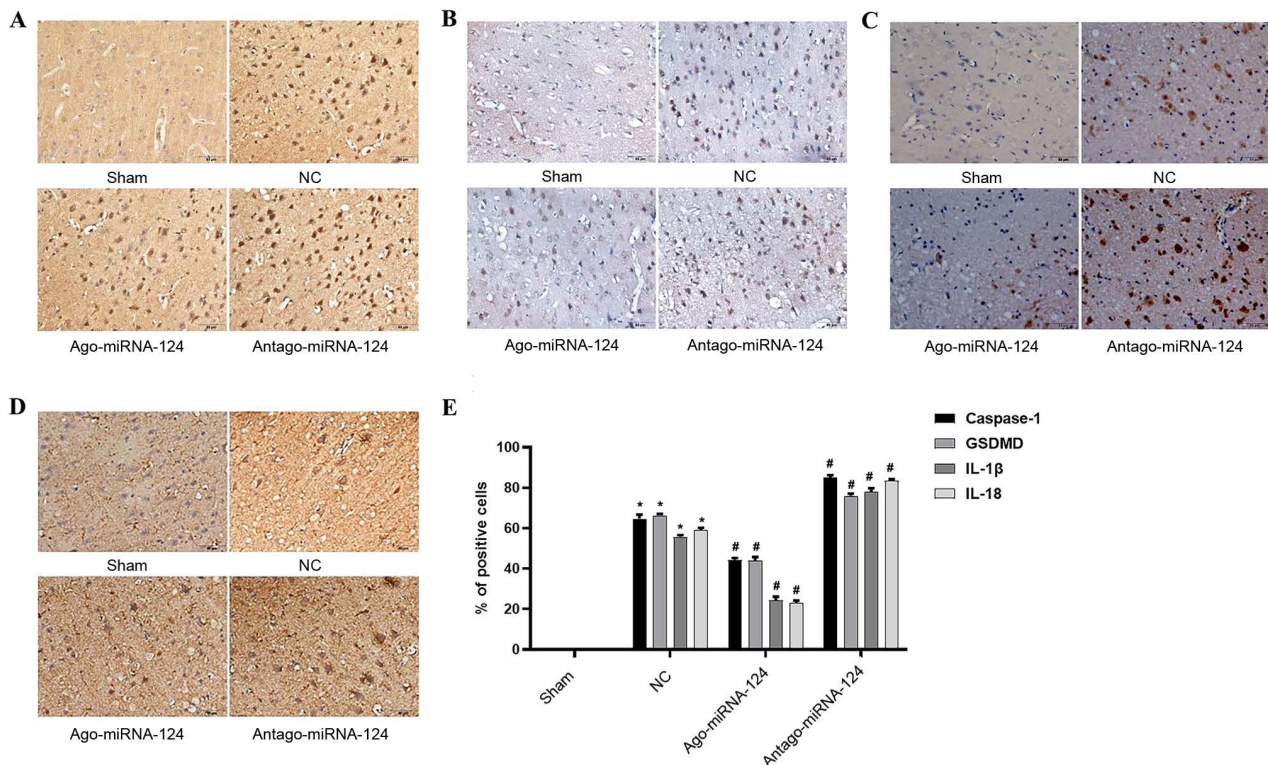 A
B
C
Sham
NC
Sham
NC
Sham
NC
Ago-miRNA-124
Antago-miRNA-124
Ago-miRNA-124
Antago-miRNA-124
Ago-miRNA-124
Antago-miRNA-124
D
Sham
NC
Ago-miRNA-124
Antago-miRNA-124
E
Caspase-1
GSDMD
IL-1β
IL-18
% of positive cells
100
80
60
40
20
0
* * * *
# # # #
# # # #
Sham
NC
Ago-miRNA-124
Antago-miRNA-124